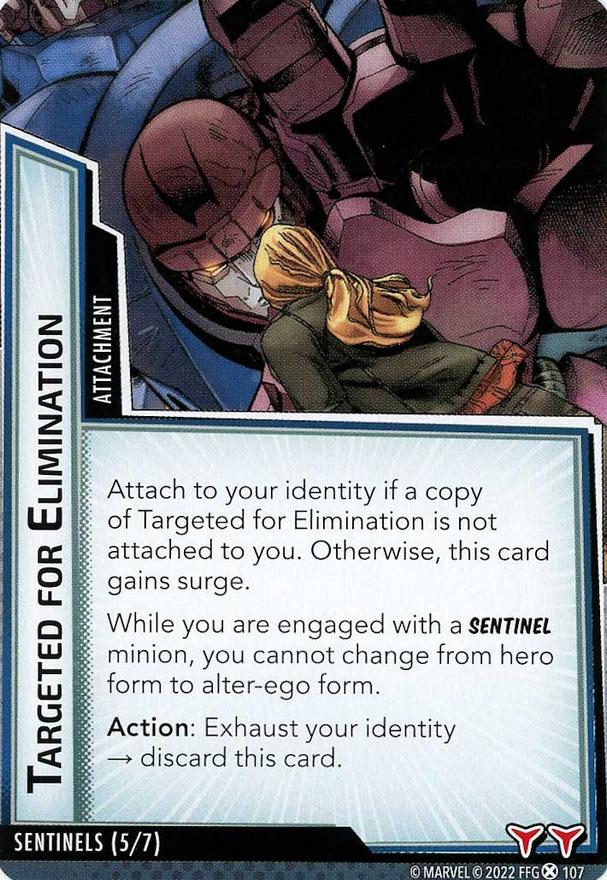 ATTACHMENT
TARGETED FOR ELIMINATION
Attach to your identity if a copy
of Targeted for Elimination is not
attached to you. Otherwise, this card
gains surge.
While you are engaged with a SENTINEL
minion, you cannot change from hero
form to alter-ego form.
Action: Exhaust your identity
→ discard this card.
SENTINELS (5/7)
© MARVEL © 2022 FFG 107